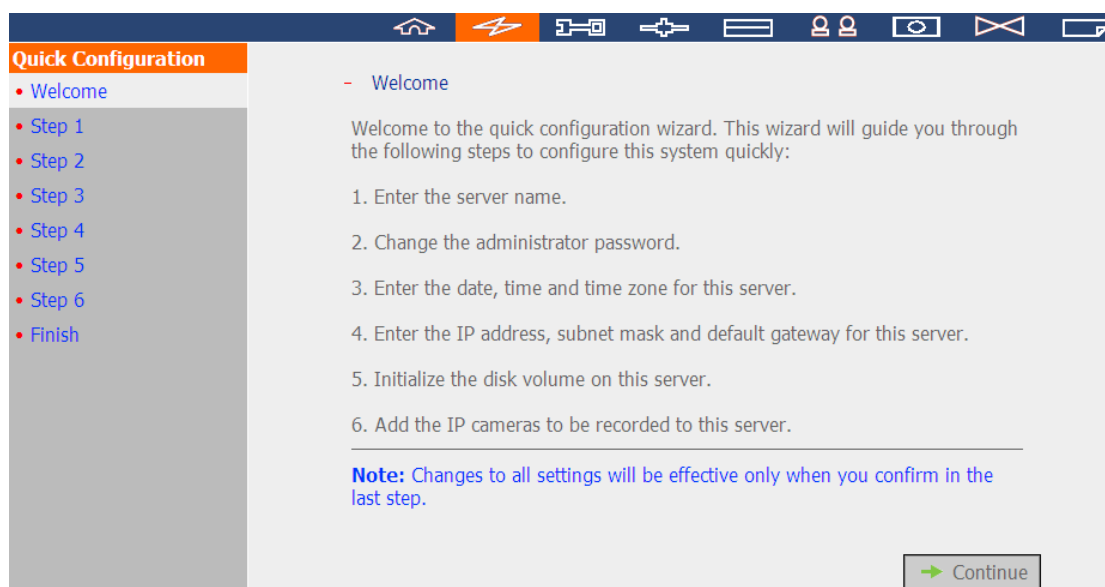 Quick Configuration
• Welcome
• Step 1
• Step 2
• Step 3
• Step 4
• Step 5
• Step 6
• Finish
– Welcome
Welcome to the quick configuration wizard. This wizard will guide you through
the following steps to configure this system quickly:
1. Enter the server name.
2. Change the administrator password.
3. Enter the date, time and time zone for this server.
4. Enter the IP address, subnet mask and default gateway for this server.
5. Initialize the disk volume on this server.
6. Add the IP cameras to be recorded to this server.
Note: Changes to all settings will be effective only when you confirm in the
last step.
Continue